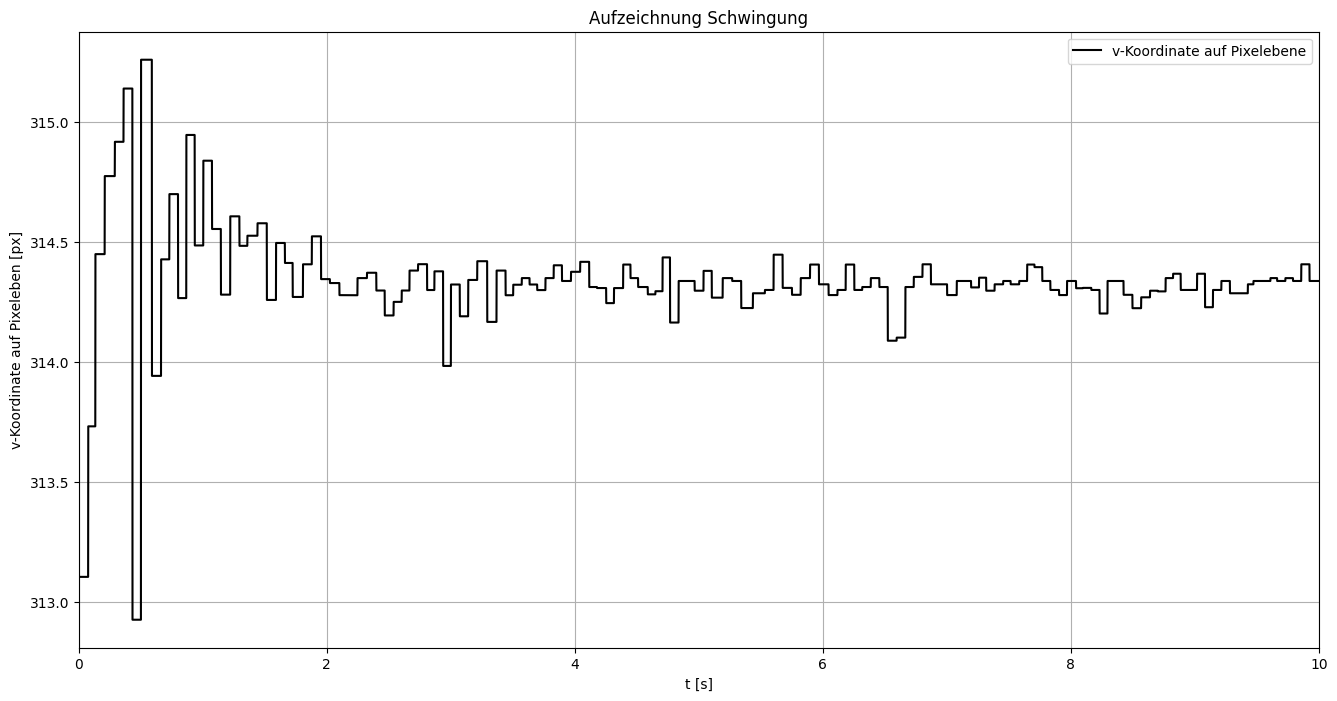 Aufzeichnung Schwingung
v-Koordinate auf Pixelebene
v-Koordinate auf Pixeleben [px]
315.0
314.5
314.0
313.5
313.0
0
2
4
6
8
10
t [s]